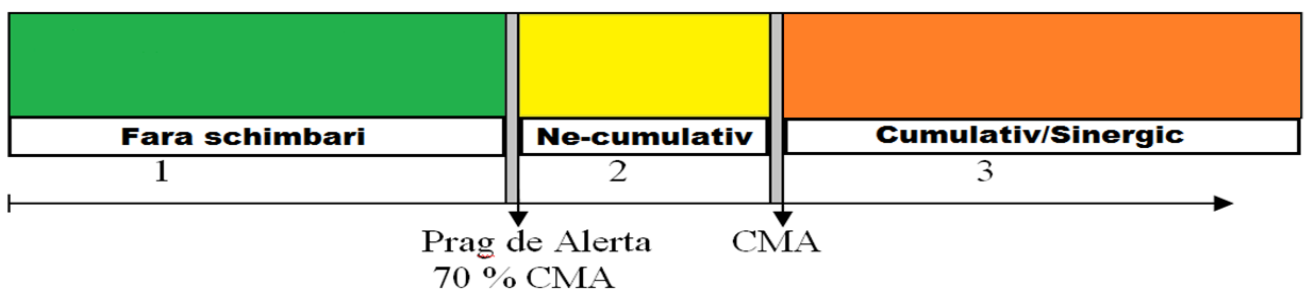 Fara schimbari
Ne-cumulativ
Cumulativ/Sinergic
1
2
3
Prag de Alerta
70 % CMA
CMA